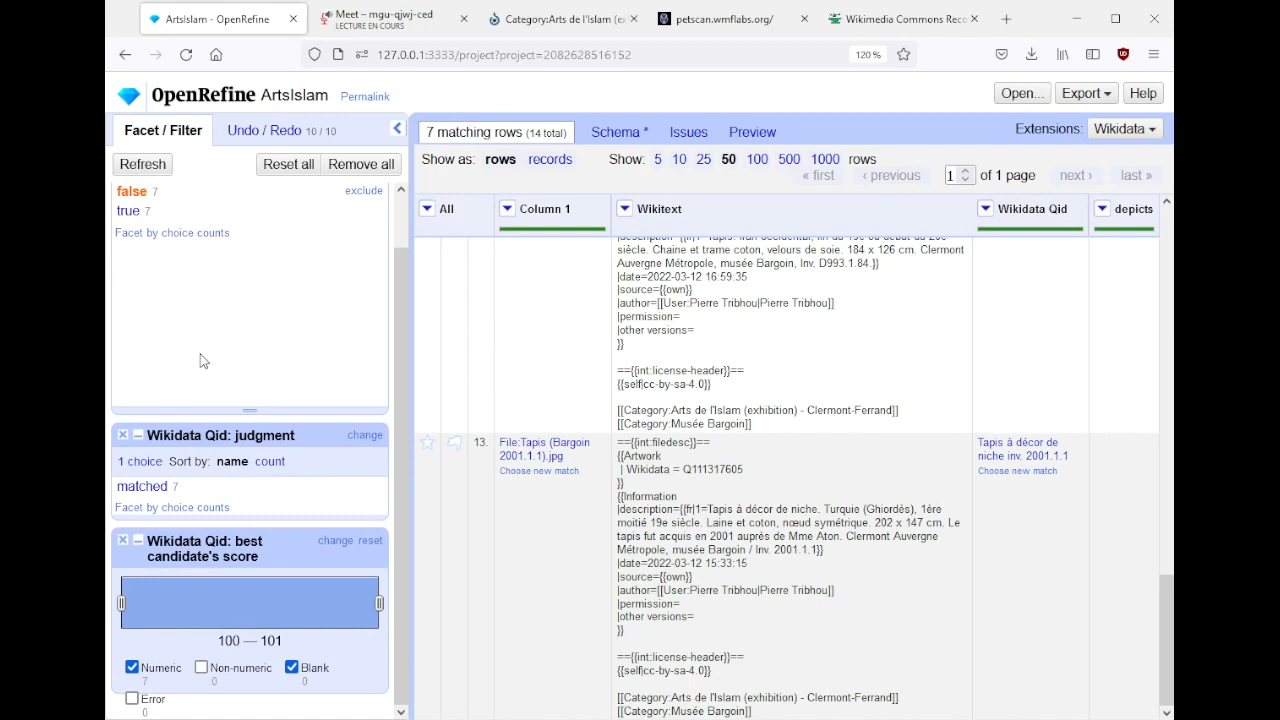 ArtsIslam - OpenRefine
Meet – mgu-qjwj-ced
LECTURE EN COURS
Category:Arts de l'Islam (ex
petscan.wmflabs.org/
Wikimedia Commons Reco
127.0.0.1:3333/project?project=2082628516152
120 %
OpenRefine ArtsIslam Permalink
Open... Export Help
Facet / Filter Undo / Redo 10 / 10
7 matching rows (14 total) Schema * Issues Preview
Extensions: Wikidata
Refresh Reset all Remove all
Show as: rows records Show: 5 10 25 50 100 500 1000 rows
« first ‹ previous 1 of 1 page next › last »
false 7 exclude
true 7
Facet by choice counts
All Column 1 Wikitext Wikidata Qid depicts
siècle. Chaine et trame coton, velours de soie. 184 x 126 cm. Clermont
Auvergne Métropole, musée Bargoin, Inv. D993.1.84.}}
|date=2022-03-12 16:59:35
|source={{own}}
|author=[[User:Pierre Tribhou|Pierre Tribhou]]
|permission=
|other versions=
}}
=={{int:license-header}}==
{{self|cc-by-sa-4.0}}
[[Category:Arts de l'Islam (exhibition) - Clermont-Ferrand]]
[[Category:Musée Bargoin]]
Wikidata Qid: judgment change
1 choice Sort by: name count
matched 7
Facet by choice counts
Wikidata Qid: best candidate's score
change reset
100 — 101
Numeric
7
Non-numeric
0
Blank
0
Error
0
13.
File:Tapis (Bargoin
2001.1.1).jpg
Choose new match
=={{int:filedesc}}==
{{Artwork
| Wikidata = Q111317605
}}
{{Information
|description={{fr|1=Tapis à décor de niche. Turquie (Ghiordès), 1ère
moitié 19e siècle. Laine et coton, nœud symétrique. 202 x 147 cm. Le
tapis fut acquis en 2001 auprès de Mme Aton. Clermont Auvergne
Métropole, musée Bargoin / Inv. 2001.1.1}}
|date=2022-03-12 15:33:15
|source={{own}}
|author=[[User:Pierre Tribhou|Pierre Tribhou]]
|permission=
|other versions=
}}
=={{int:license-header}}==
{{self|cc-by-sa-4.0}}
[[Category:Arts de l'Islam (exhibition) - Clermont-Ferrand]]
[[Category:Musée Bargoin]]
Tapis à décor de
niche inv. 2001.1.1
Choose new match